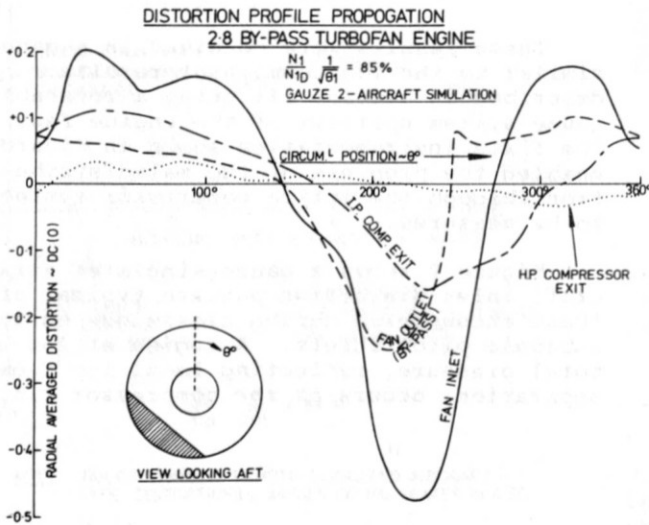 DISTORTION PROFILE PROPOGATION
2·8 BY-PASS TURBOFAN ENGINE
N1/N1D 1/√θ1 = 85%
GAUZE 2-AIRCRAFT SIMULATION
CIRCUM.L POSITION~θ°
RADIAL AVERAGED DISTORTION ~ DC(θ)
+0·2
+0·1
0
-0·1
-0·2
-0·3
-0·4
-0·5
100°
200°
300°
360°
I.P. COMP EXIT
FAN OUTLET
(BY-PASS)
FAN INLET
HP COMPRESSOR
EXIT
θ°
VIEW LOOKING AFT